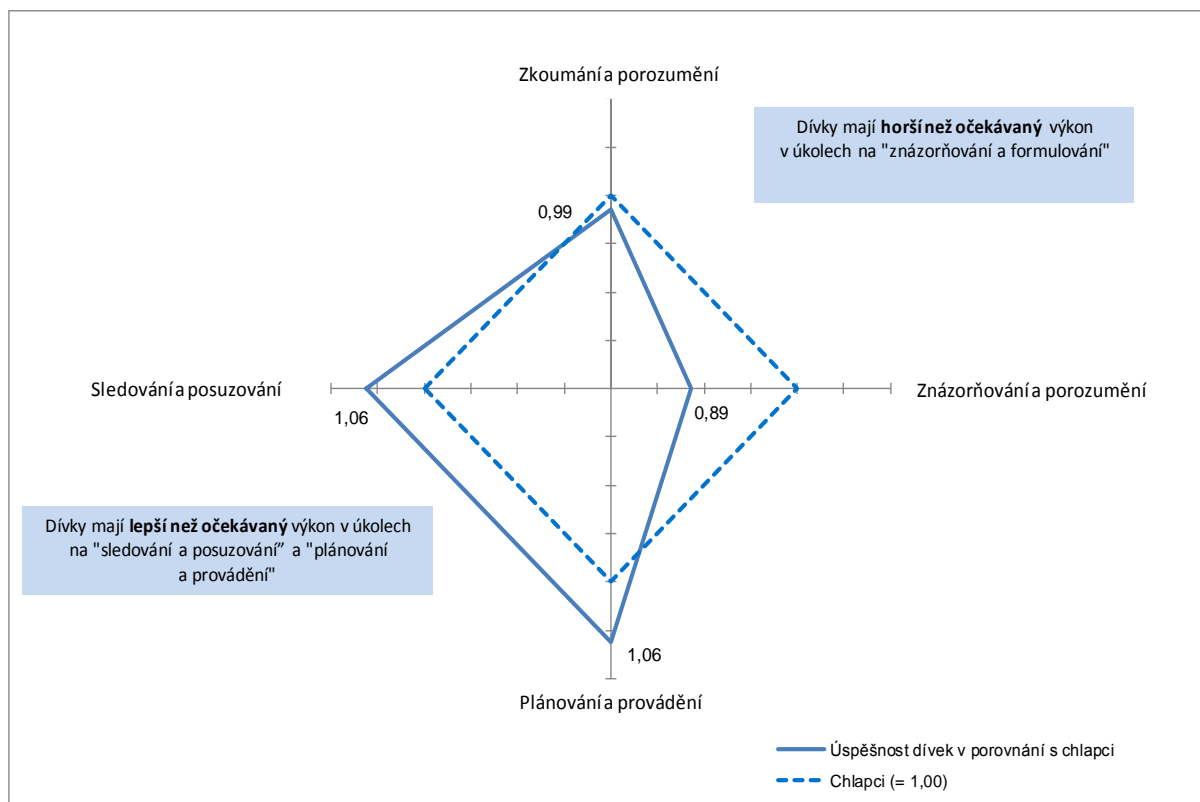 Zkoumání a porozumění
Dívky mají horší než očekávaný výkon
v úkolech na "znázorňování a formulování"
0,99
Sledování a posuzování
1,06
Znázorňování a porozumění
0,89
Dívky mají lepší než očekávaný výkon v úkolech
na "sledování a posuzování” a "plánování
a provádění"
1,06
Plánování a provádění
Úspěšnost dívek v porovnání s chlapci
Chlapci (= 1,00)